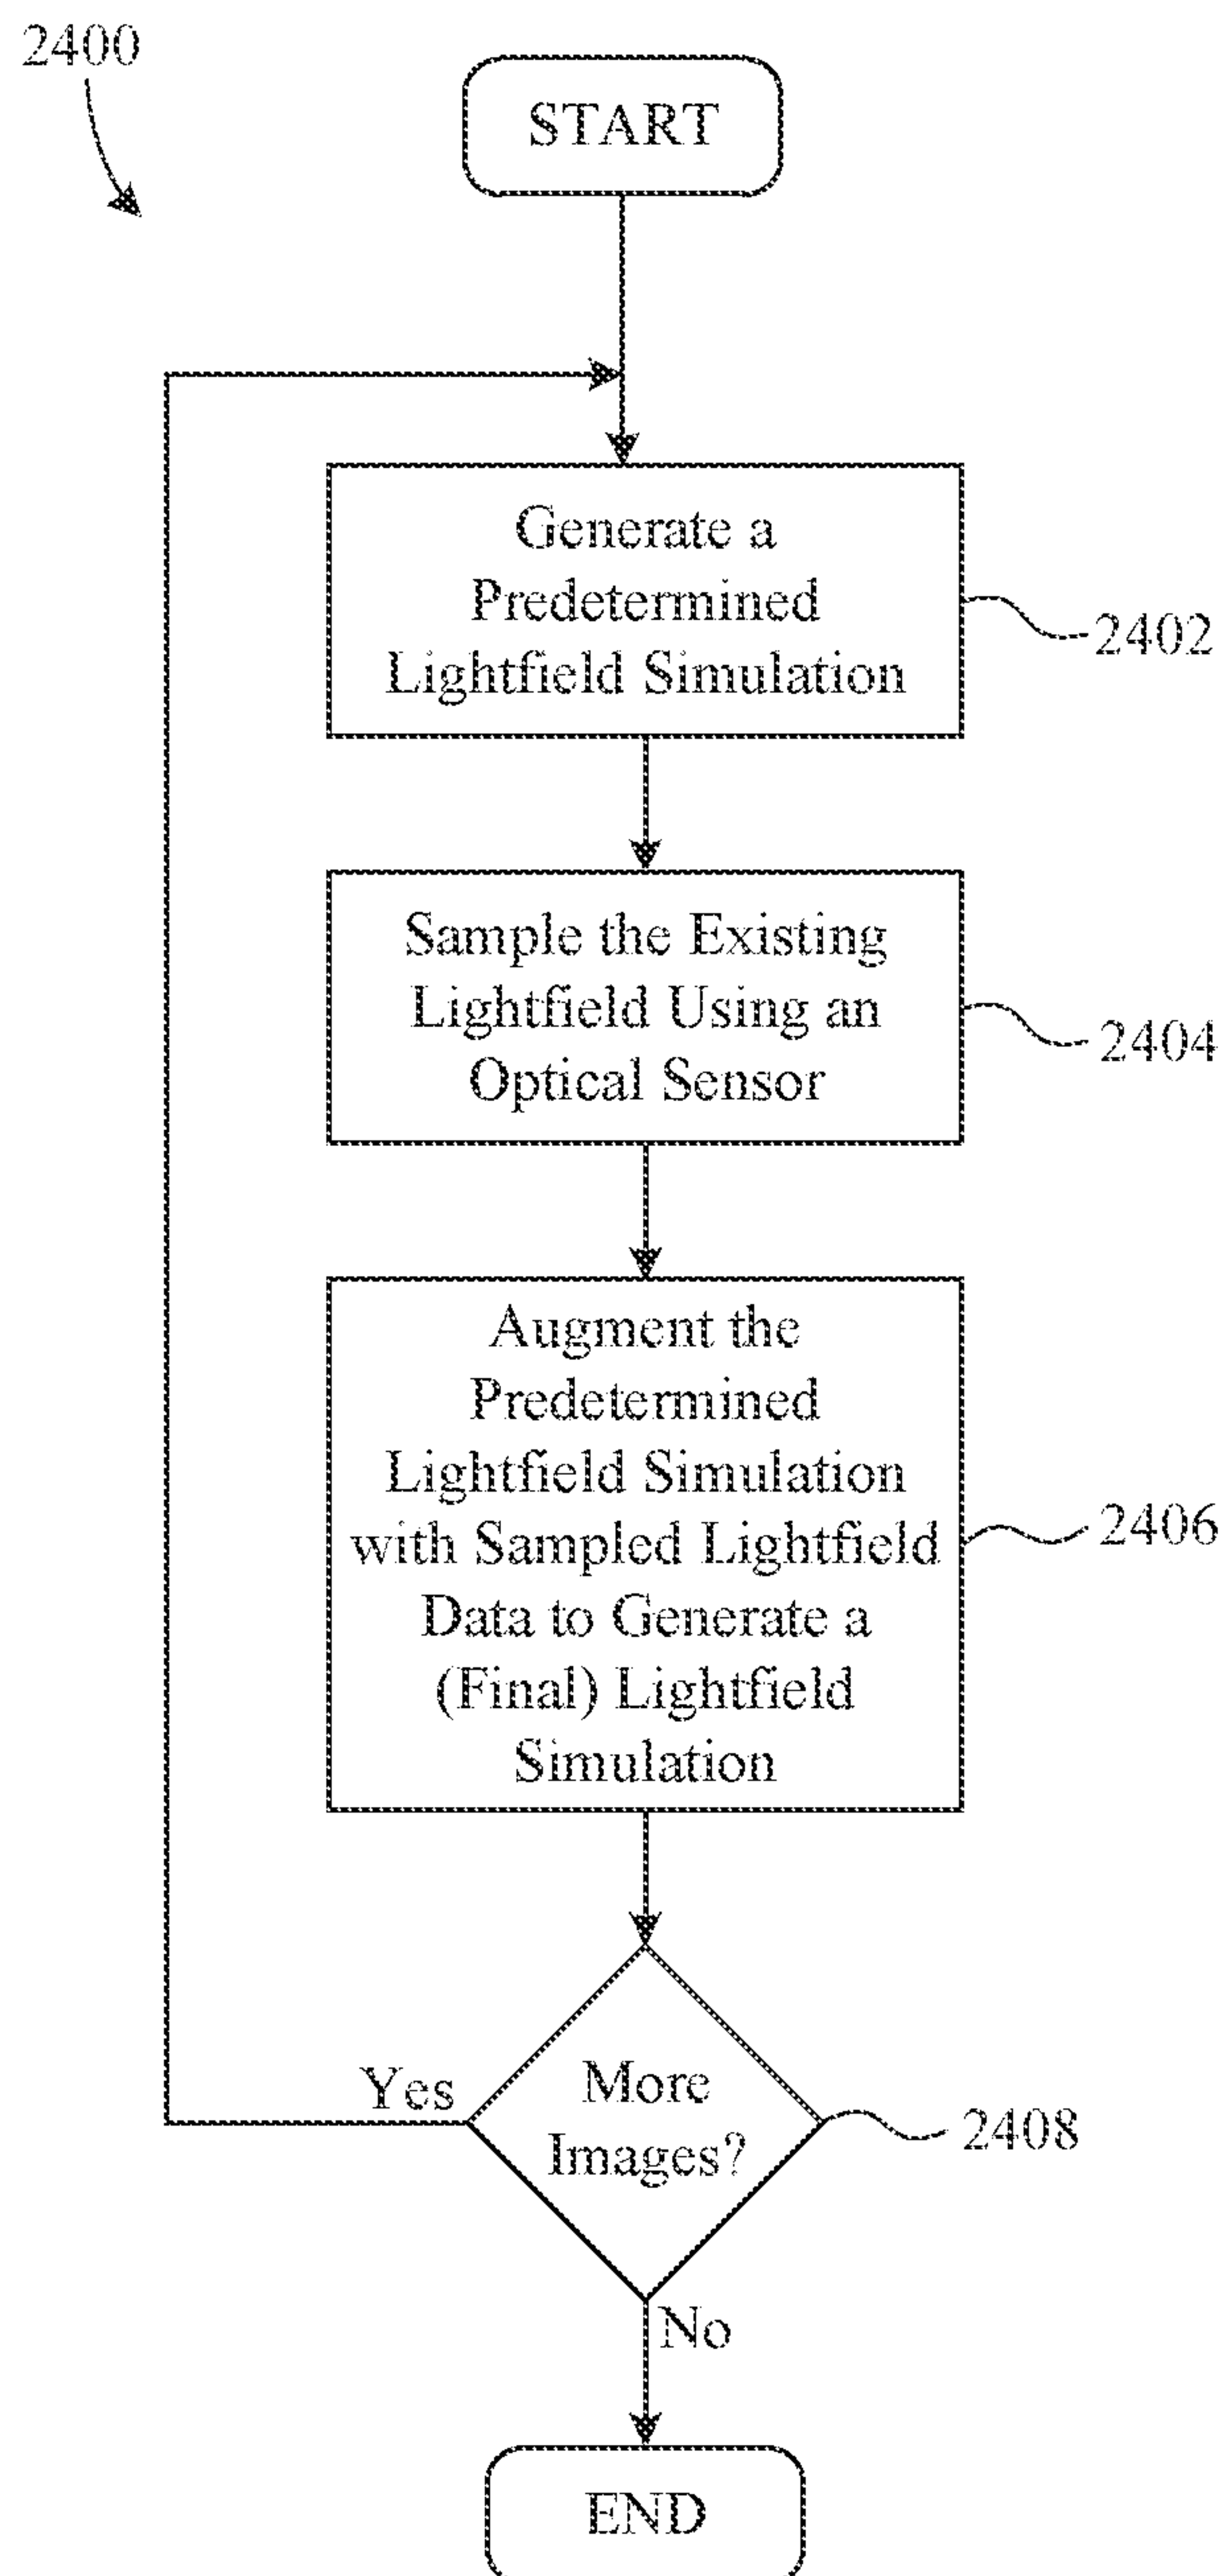 2400
START
Generate a
Predetermined
Lightfield Simulation
2402
Sample the Existing
Lightfield Using an
Optical Sensor
2404
Augment the
Predetermined
Lightfield Simulation
with Sampled Lightfield
Data to Generate a
(Final) Lightfield
Simulation
2406
Yes
More
Images?
2408
No
END